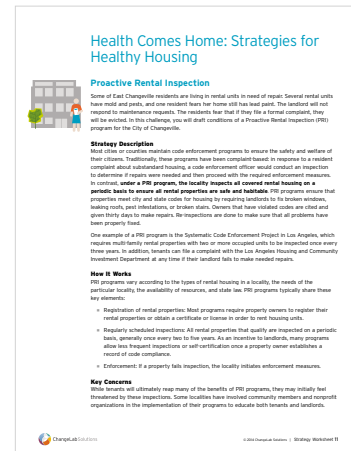 Health Comes Home: Strategies for
Healthy Housing
Proactive Rental Inspection
Some of East Changeville residents are living in rental units in need of repair. Several rental units
have mold and pests, and one resident fears her home still has lead paint. The landlord will not
respond to maintenance requests. The residents fear that if they file a formal complaint, they
will be evicted. In this challenge, you will draft conditions of a Proactive Rental Inspection (PRI)
program for the City of Changeville.
Strategy Description
Most cities or counties maintain code enforcement programs to ensure the safety and welfare of
their citizens. Traditionally, these programs have been complaint-based: in response to a resident
complaint about substandard housing, a code enforcement officer would conduct an inspection
to determine if repairs were needed and then proceed with the required enforcement measures.
In contrast, under a PRI program, the locality inspects all covered rental housing on a
periodic basis to ensure all rental properties are safe and habitable. PRI programs ensure that
properties meet city and state codes for housing by requiring landlords to fix broken windows,
leaking roofs, pest infestations, or broken stairs. Owners that have violated codes are cited and
given thirty days to make repairs. Re-inspections are done to make sure that all problems have
been properly fixed.
One example of a PRI program is the Systematic Code Enforcement Project in Los Angeles, which
requires multi-family rental properties with two or more occupied units to be inspected once every
three years. In addition, tenants can file a complaint with the Los Angeles Housing and Community
Investment Department at any time if their landlord fails to make needed repairs.
How It Works
PRI programs vary according to the types of rental housing in a locality, the needs of the
particular locality, the availability of resources, and state law. PRI programs typically share these
key elements:
Registration of rental properties: Most programs require property owners to register their
rental properties or obtain a certificate or license in order to rent housing units.
Regularly scheduled inspections: All rental properties that qualify are inspected on a periodic
basis, generally once every two to five years. As an incentive to landlords, many programs
allow less frequent inspections or self-certification once a property owner establishes a
record of code compliance.
Enforcement: If a property fails inspection, the locality initiates enforcement measures.
Key Concerns
While tenants will ultimately reap many of the benefits of PRI programs, they may initially feel
threatened by these inspections. Some localities have involved community members and nonprofit
organizations in the implementation of their programs to educate both tenants and landlords.
ChangeLabSolutions
ChangeLab Solutions | Strategy Worksheet 11